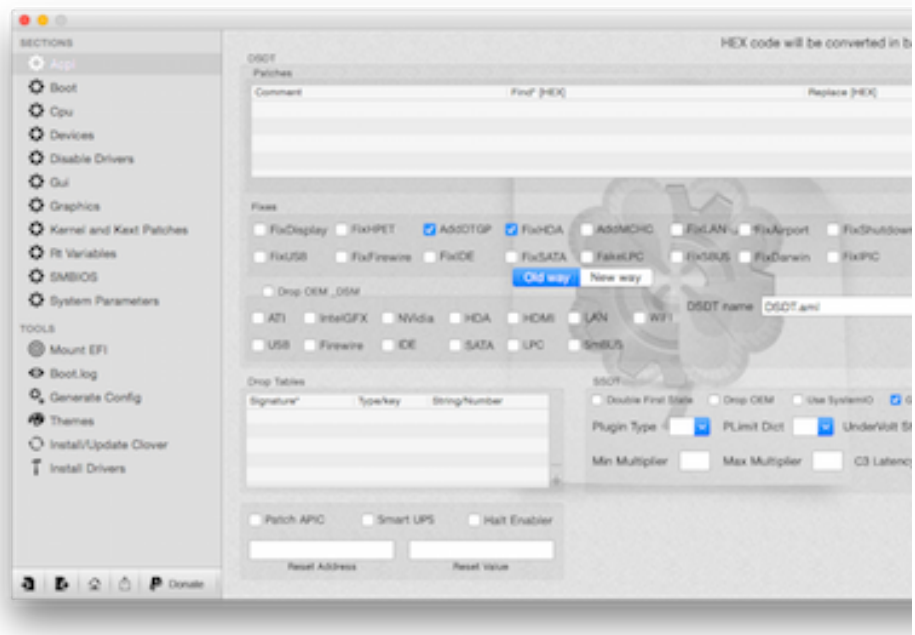 HEX code will be converted in b
SECTIONS
Acpi
Boot
Cpu
Devices
Disable Drivers
Gui
Graphics
Kernel and Kext Patches
Rt Variables
SMBIOS
System Parameters
TOOLS
Mount EFI
Boot.log
Generate Config
Themes
Install/Update Clover
Install Drivers
Donate
DSDT
Patches
Comment Find* [HEX] Replace [HEX]
Fixes
FixDisplay FixHPET AddDTGP FixHDA AddMCHC FixLAN FixAirport FixShutdown
FixUSB FixFirewire FixIDE FixSATA FakeLPC FixSBUS FixDarwin FixIPIC
Old way New way
Drop OEM _DSM
DSDT name DSDT.aml
ATI IntelGFX NVidia HDA HDMI LAN WIFI
USB Firewire IDE SATA LPC SmBUS
Drop Tables
Signature* Type/key String/Number
SSDT
Double First State Drop OEM Use SystemIO G
Plugin Type PLimit Dict UnderVolt St
Min Multiplier Max Multiplier C3 Latency
Patch APIC Smart UPS Halt Enabler
Reset Address Reset Value